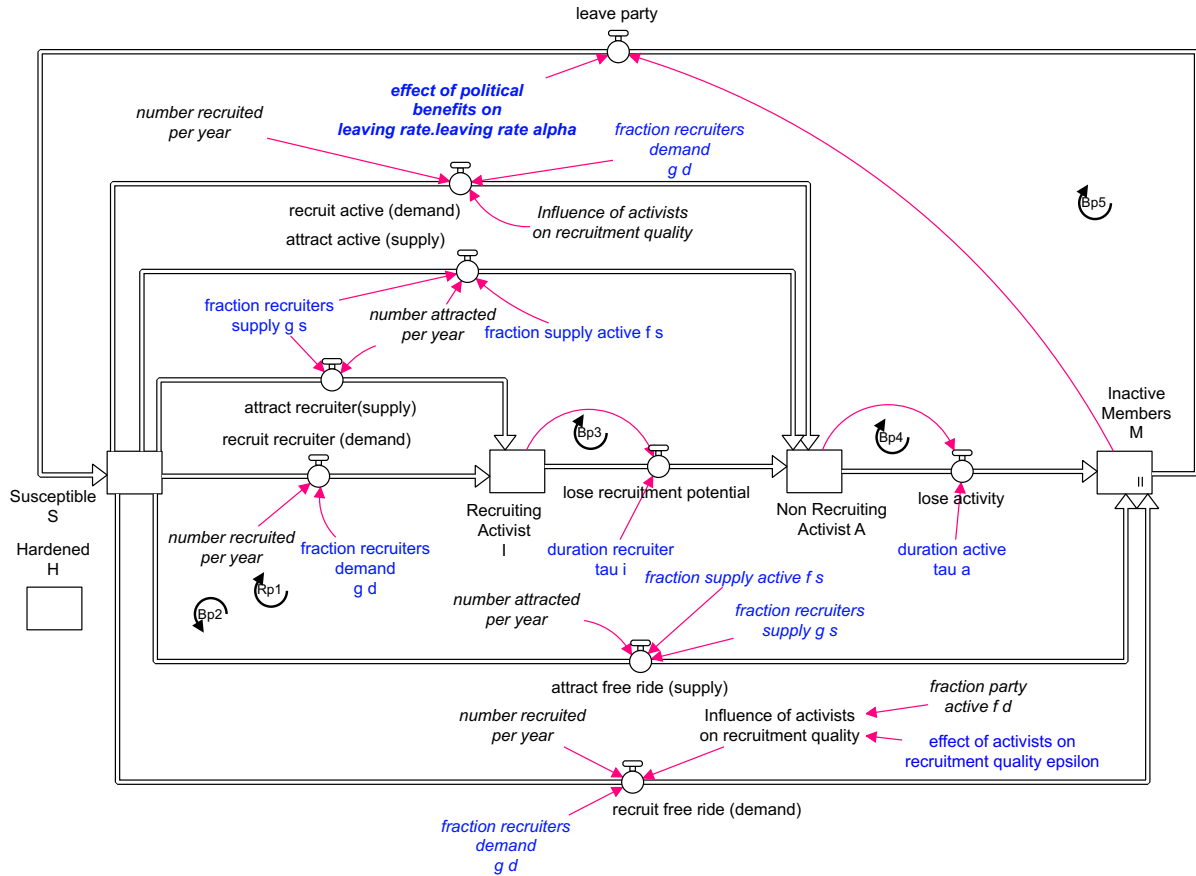 leave party
effect of political
benefits on
leaving rate.leaving rate alpha
number recruited
per year
fraction recruiters
demand
g d
Bp5
recruit active (demand)
Influence of activists
on recruitment quality
attract active (supply)
fraction recruiters
supply g s
number attracted
per year
fraction supply active f s
attract recruiter(supply)
recruit recruiter (demand)
Bp3
Bp4
Inactive
Members
M
II
Susceptible
S
lose recruitment potential
lose activity
Recruiting
Activist
I
Non Recruiting
Activist A
number recruited
per year
fraction recruiters
demand
g d
duration recruiter
tau i
duration active
tau a
Hardened
H
Rp1
Bp2
fraction supply active f s
number attracted
per year
fraction recruiters
supply g s
attract free ride (supply)
number recruited
per year
Influence of activists
on recruitment quality
fraction party
active f d
effect of activists on
recruitment quality epsilon
recruit free ride (demand)
fraction recruiters
demand
g d